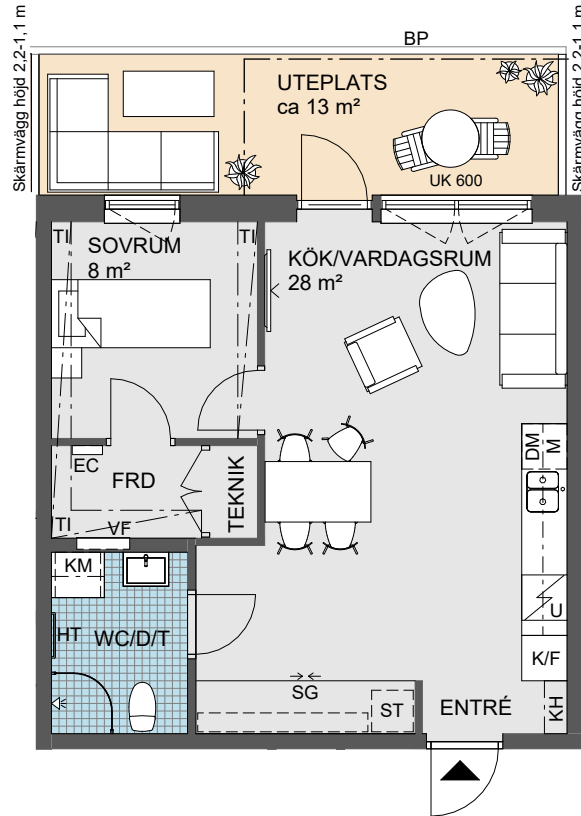 BP
Skärmvägg höjd 2,2-1,1 m
Skärmvägg höjd 2,2-1,1 m
UTEPLATS
ca 13 m²
UK 600
TI
SOVRUM
8 m²
TI
KÖK/VARDAGSRUM
28 m²
DM
M
EC
FRD
TEKNIK
TI
VF
KM
HT
WC/D/T
U
K/F
SG
ST
ENTRÉ
KH